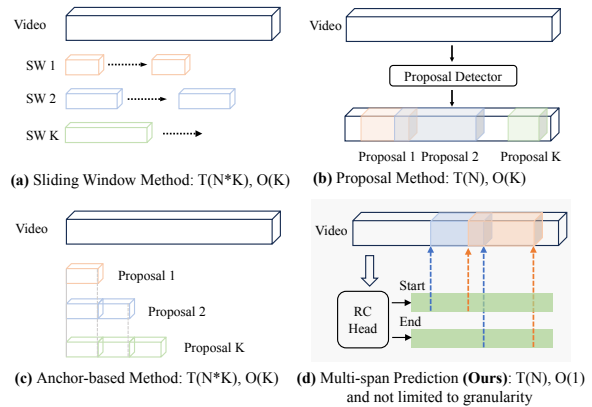 Video
SW 1
SW 2
SW K
(a) Sliding Window Method: T(N*K), O(K)
Video
Proposal Detector
Proposal 1 Proposal 2 Proposal K
(b) Proposal Method: T(N), O(K)
Video
Proposal 1
Proposal 2
Proposal K
(c) Anchor-based Method: T(N*K), O(K)
Video
Start
RC
Head
End
(d) Multi-span Prediction (Ours): T(N), O(1)
and not limited to granularity